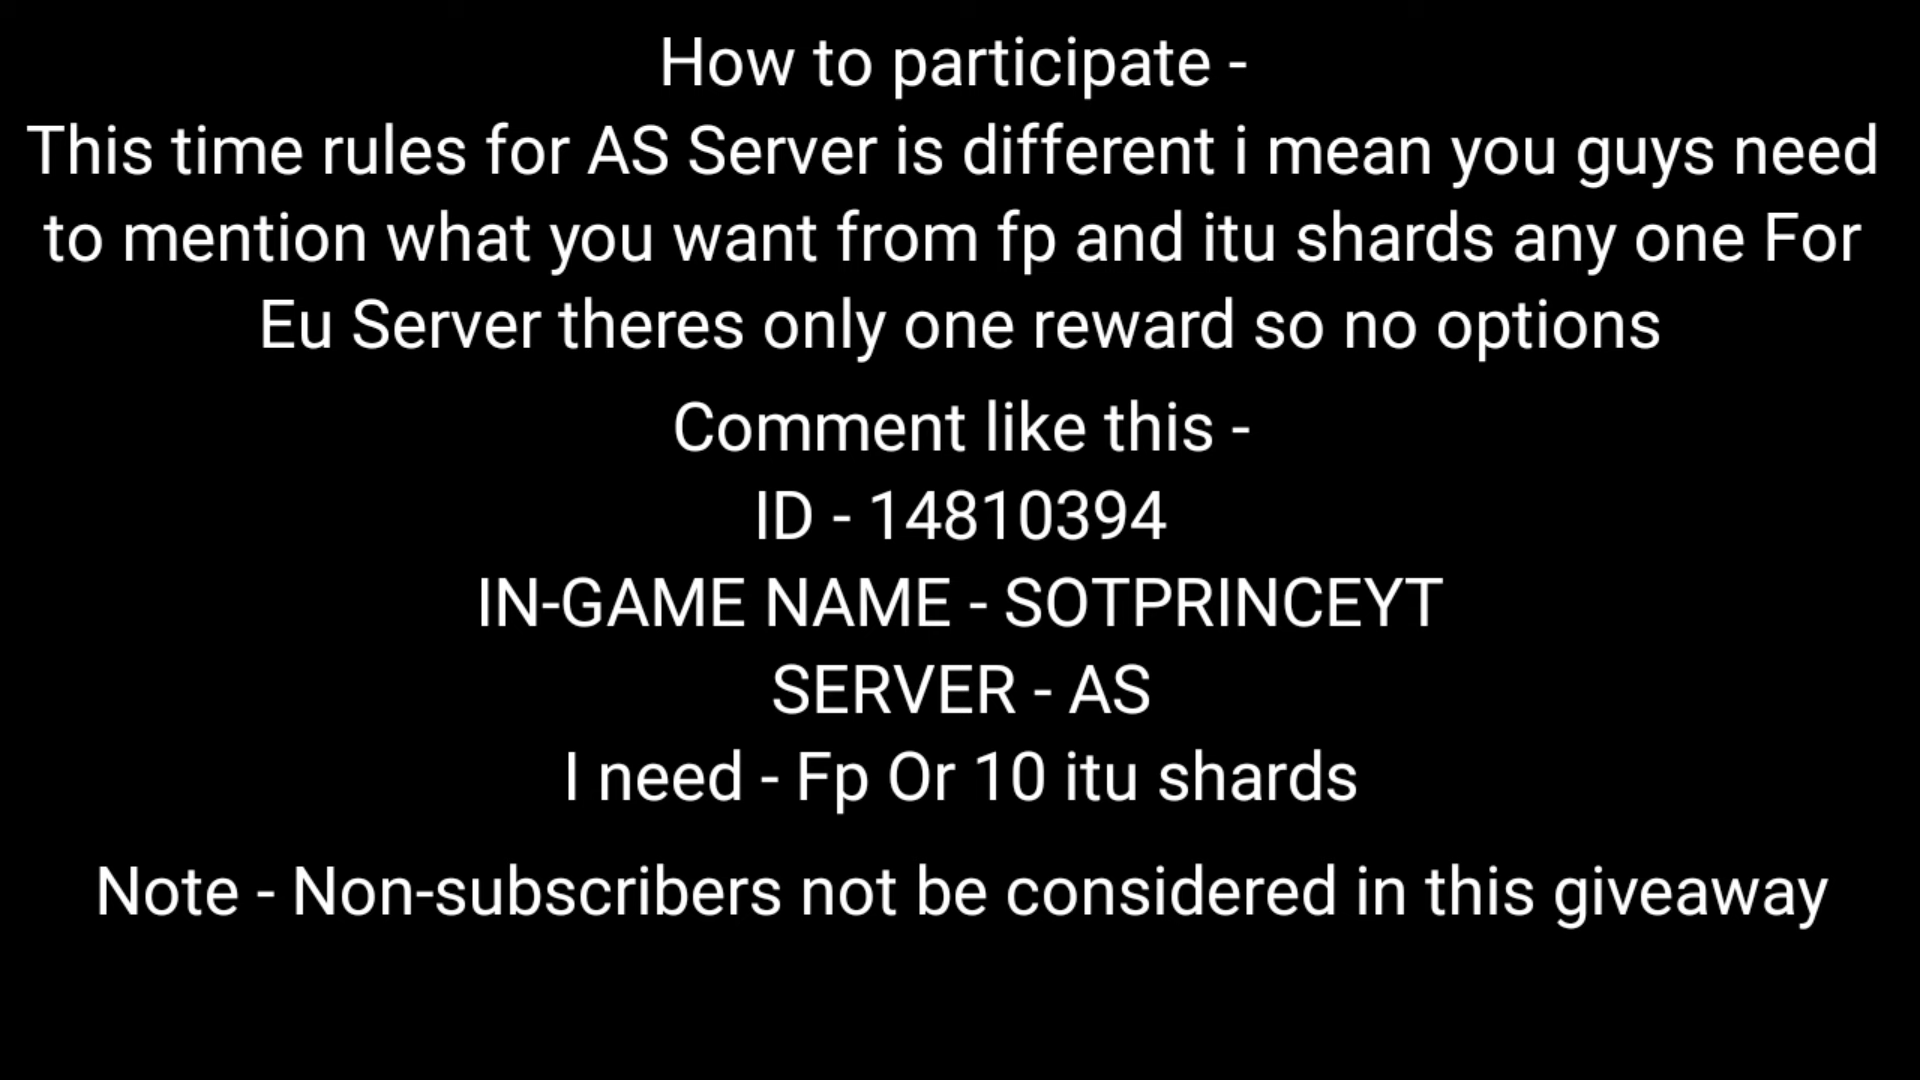 How to participate -
This time rules for AS Server is different i mean you guys need
to mention what you want from fp and itu shards any one For
Eu Server theres only one reward so no options
Comment like this -
ID - 14810394
IN-GAME NAME - SOTPRINCEYT
SERVER - AS
I need - Fp Or 10 itu shards
Note - Non-subscribers not be considered in this giveaway